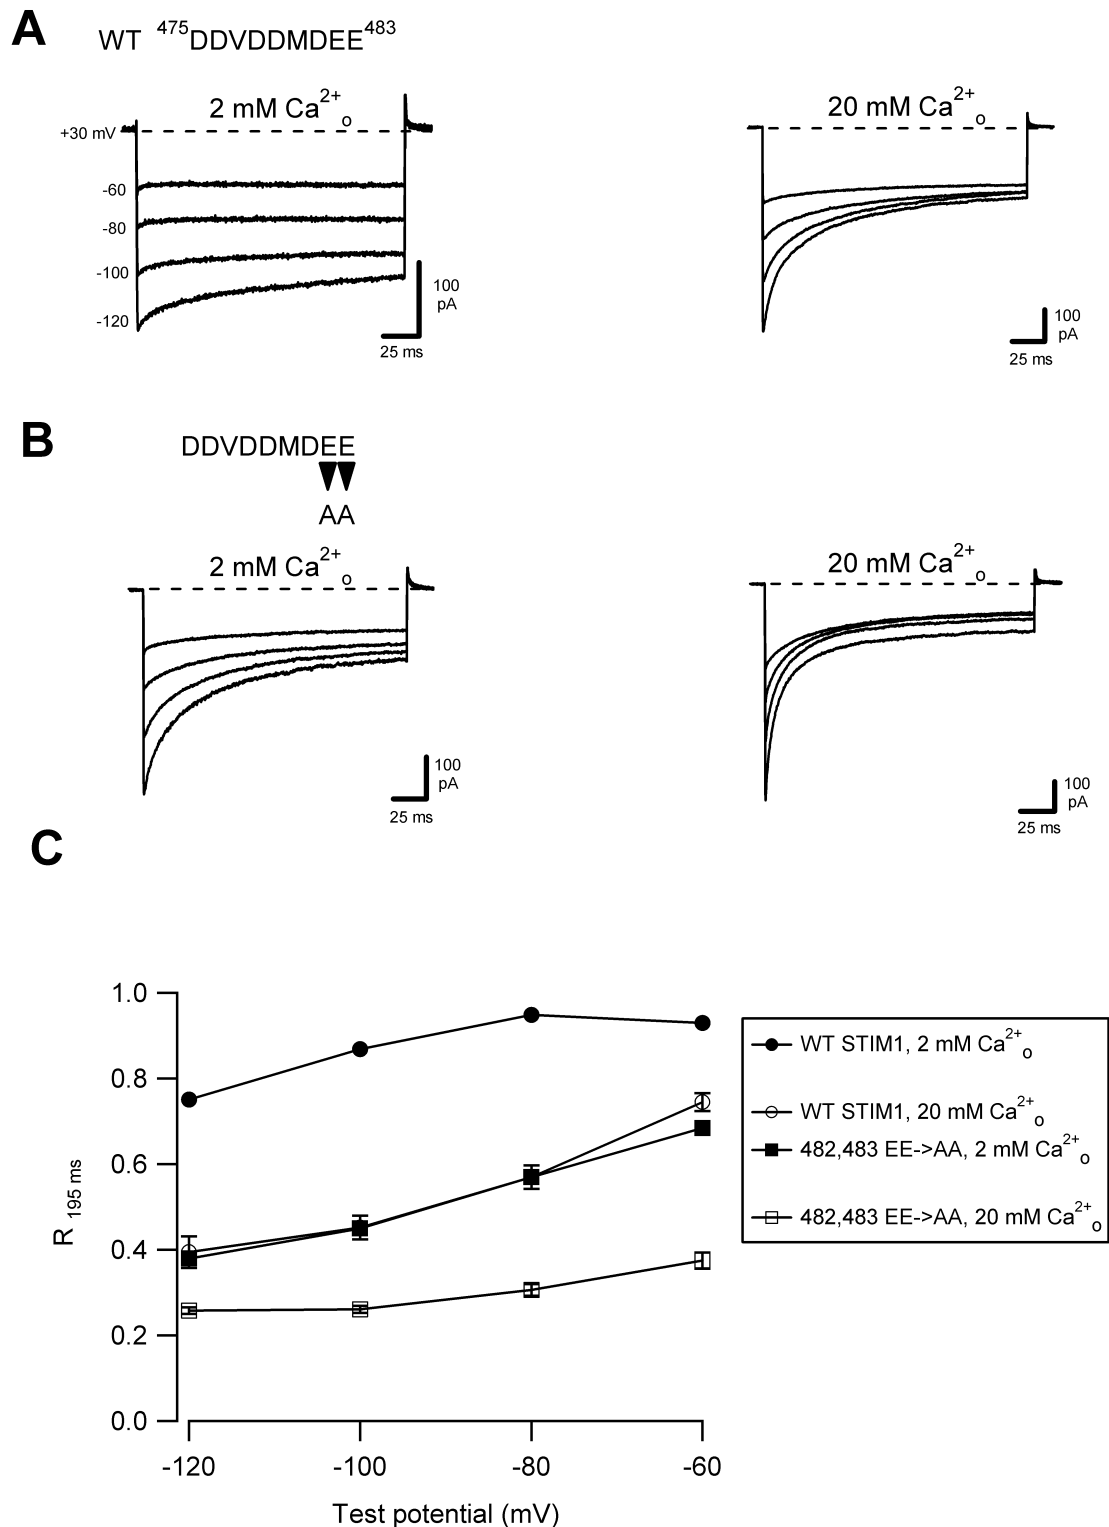 A
WT ⁴⁷⁵DDVDDMDEE⁴⁸³
2 mM Ca²⁺ₒ
20 mM Ca²⁺ₒ
+30 mV
-60
-80
-100
-120
100 pA
25 ms
100 pA
25 ms
B
DDVDDMDEE
AA
2 mM Ca²⁺ₒ
20 mM Ca²⁺ₒ
100 pA
25 ms
100 pA
25 ms
C
1.0
0.8
0.6
0.4
0.2
0.0
R 195 ms
-120 -100 -80 -60
Test potential (mV)
WT STIM1, 2 mM Ca²⁺ₒ
WT STIM1, 20 mM Ca²⁺ₒ
482,483 EE->AA, 2 mM Ca²⁺ₒ
482,483 EE->AA, 20 mM Ca²⁺ₒ